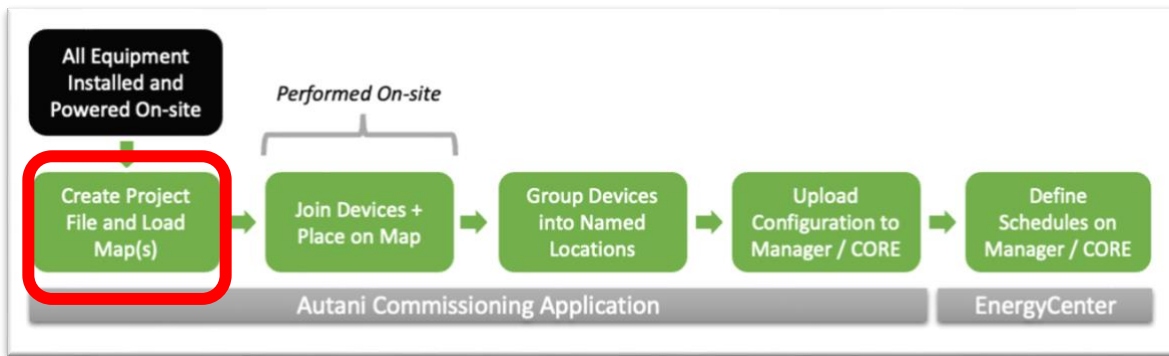 All Equipment
Installed and
Powered On-site
Performed On-site
Create Project
File and Load
Map(s)
Join Devices +
Place on Map
Group Devices
into Named
Locations
Upload
Configuration to
Manager / CORE
Define
Schedules on
Manager / CORE
Autani Commissioning Application
EnergyCenter